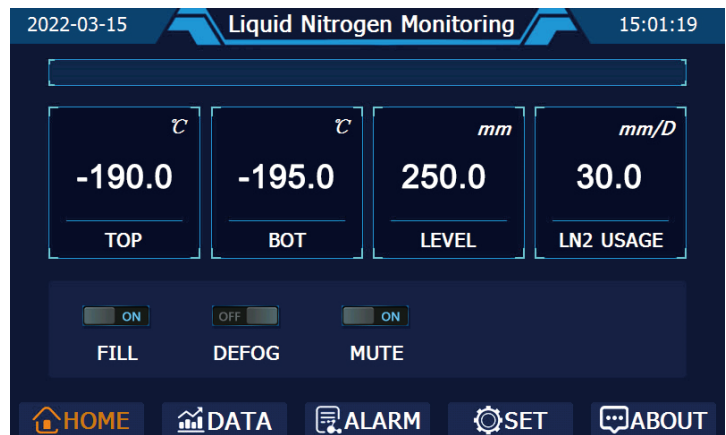 2022-03-15 Liquid Nitrogen Monitoring 15:01:19
℃ ℃ mm mm/D
-190.0 -195.0 250.0 30.0
TOP BOT LEVEL LN2 USAGE
ON OFF ON
FILL DEFOG MUTE
HOME DATA ALARM SET ABOUT